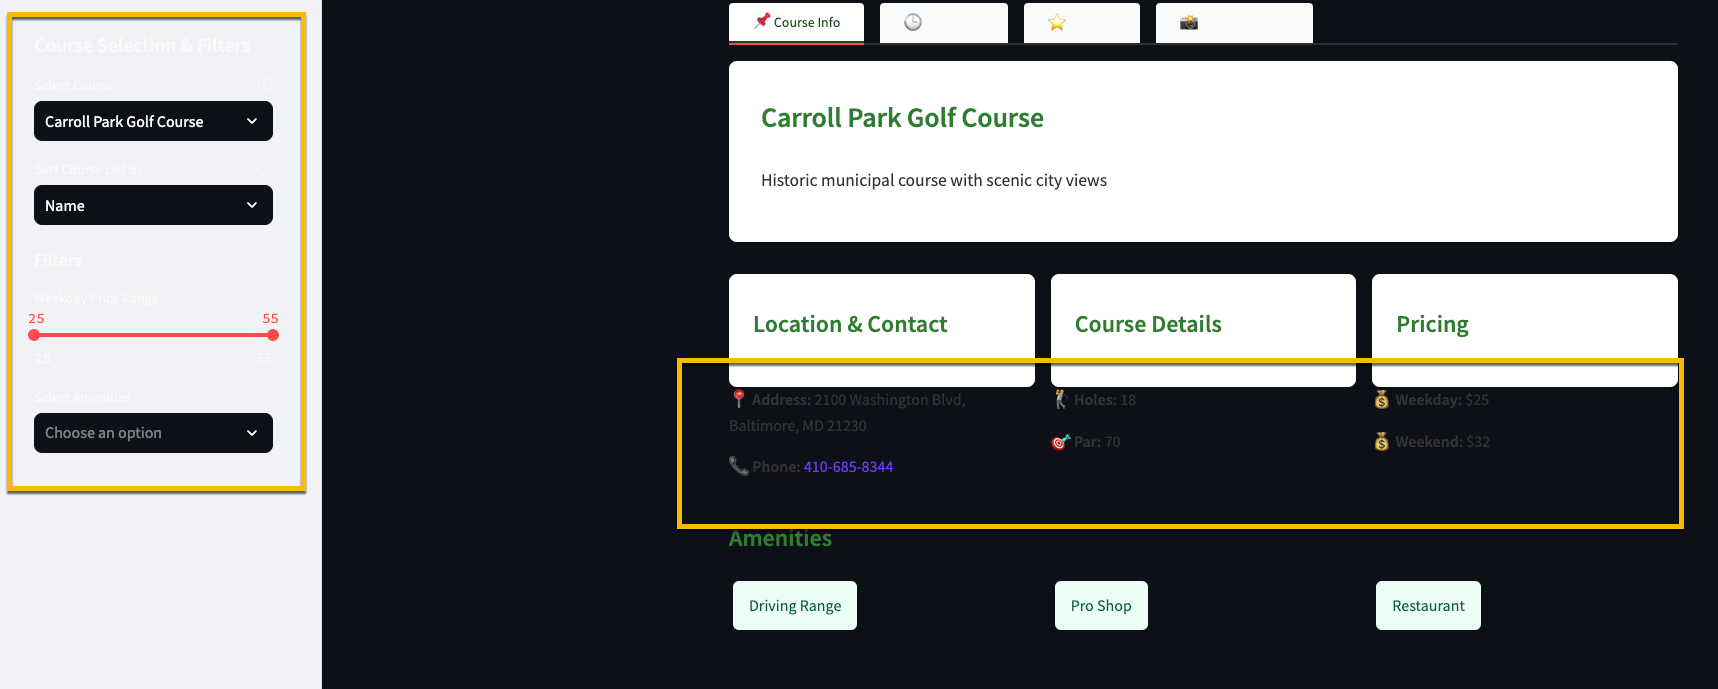 Course Selection & Filters
Select Course
Carroll Park Golf Course
Sort Course List By
Name
Filters
Weekday Price Range
25 55
25 55
Select Amenities
Choose an option
Course Info
Carroll Park Golf Course
Historic municipal course with scenic city views
Location & Contact
Address: 2100 Washington Blvd,
Baltimore, MD 21230
Phone: 410-685-8344
Course Details
Holes: 18
Par: 70
Pricing
Weekday: $25
Weekend: $32
Amenities
Driving Range
Pro Shop
Restaurant